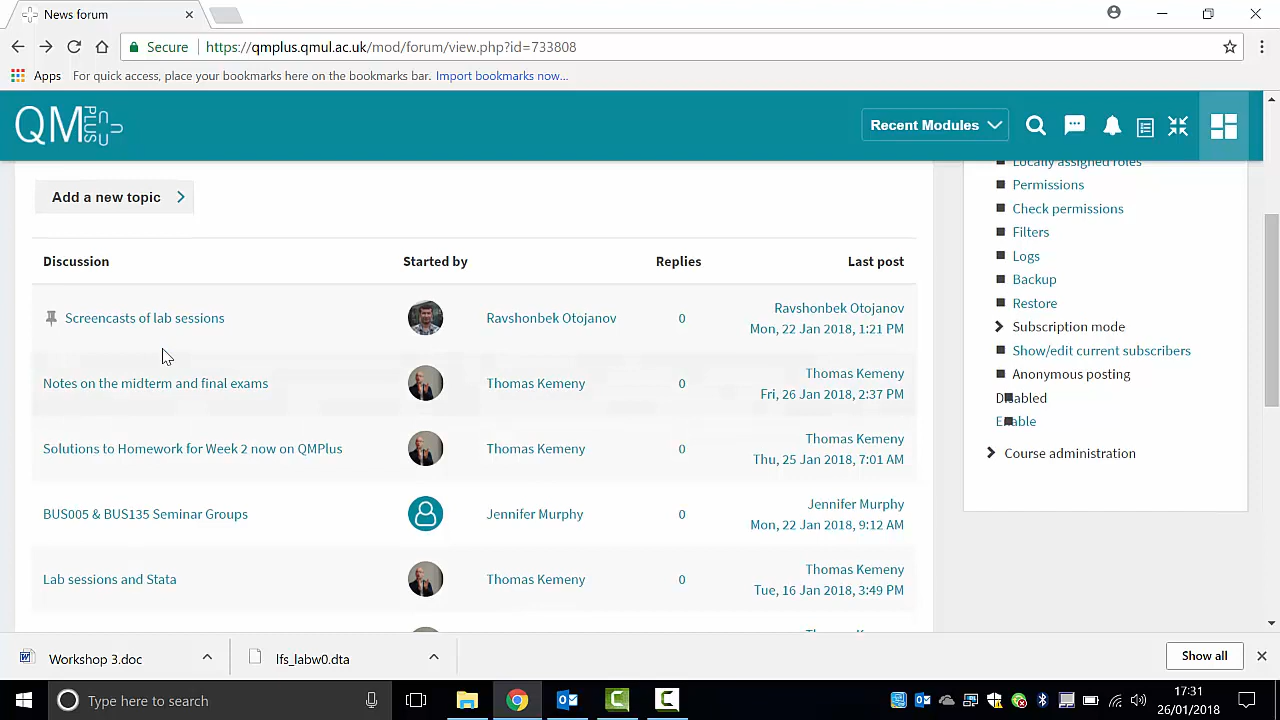 News forum
Secure https://qmplus.qmul.ac.uk/mod/forum/view.php?id=733808
Apps For quick access, place your bookmarks here on the bookmarks bar. Import bookmarks now...
QM PLUS Recent Modules
Locally assigned roles
Add a new topic
Permissions
Check permissions
Filters
Logs
Backup
Restore
Subscription mode
Show/edit current subscribers
Anonymous posting
Disabled
Enable
Course administration
Discussion Started by Replies Last post
Screencasts of lab sessions Ravshonbek Otojanov 0 Ravshonbek Otojanov
Mon, 22 Jan 2018, 1:21 PM
Notes on the midterm and final exams Thomas Kemeny 0 Thomas Kemeny
Fri, 26 Jan 2018, 2:37 PM
Solutions to Homework for Week 2 now on QMPlus Thomas Kemeny 0 Thomas Kemeny
Thu, 25 Jan 2018, 7:01 AM
BUS005 & BUS135 Seminar Groups Jennifer Murphy 0 Jennifer Murphy
Mon, 22 Jan 2018, 9:12 AM
Lab sessions and Stata Thomas Kemeny 0 Thomas Kemeny
Tue, 16 Jan 2018, 3:49 PM
Workshop 3.doc lfs_labw0.dta Show all
Type here to search 17:31
26/01/2018